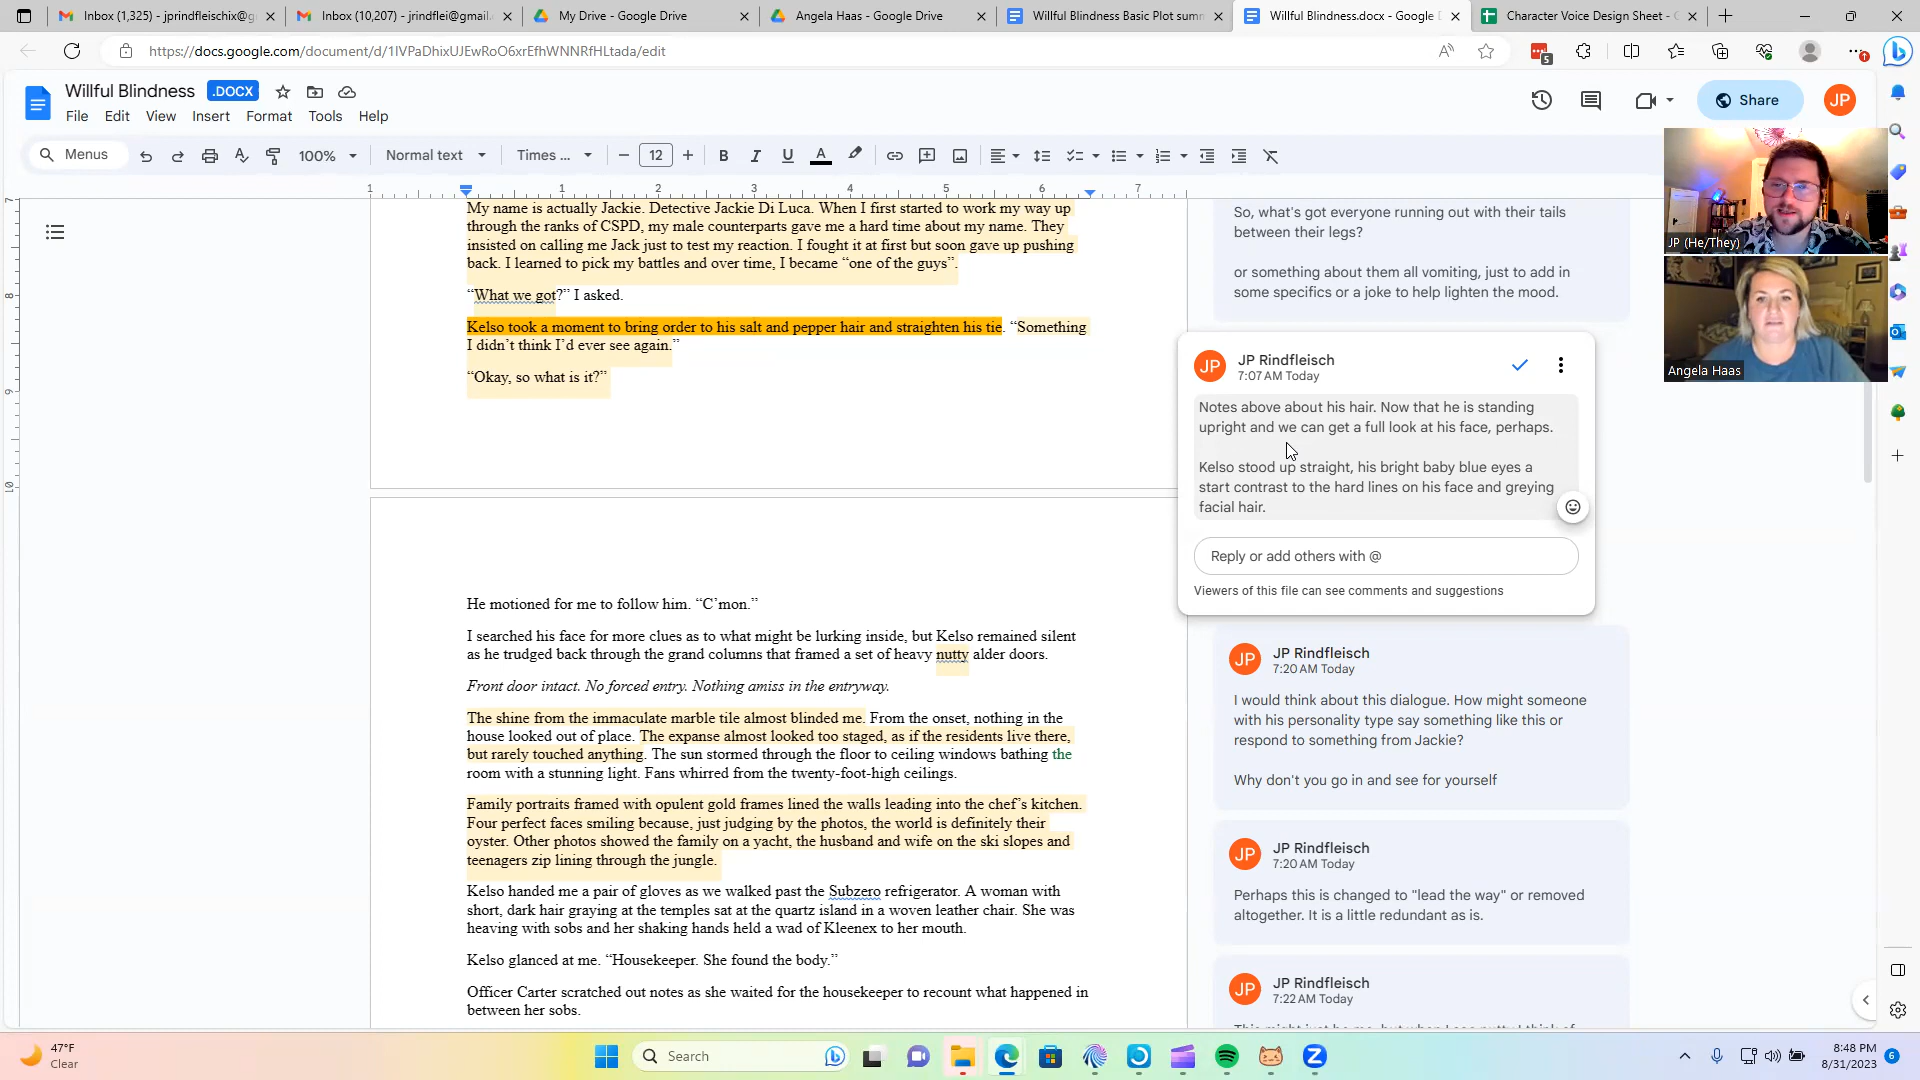 Inbox (1,325) - jprindfleischix@g
Inbox (10,207) - jrindflei@gmail.
My Drive - Google Drive
Angela Haas - Google Drive
Willful Blindness Basic Plot summ
Willful Blindness.docx - Google D
Character Voice Design Sheet - G
https://docs.google.com/document/d/1IVPaDhixUJEwRoO6xrEfhWNNRfHLtada/edit
5
Willful Blindness
.DOCX
File Edit View Insert Format Tools Help
Share
JP
Menus
100%
Normal text
Times ...
12
B I U A
1 1 2 3 4 5 6 7
7
8
9
10
My name is actually Jackie. Detective Jackie Di Luca. When I first started to work my way up
through the ranks of CSPD, my male counterparts gave me a hard time about my name. They
insisted on calling me Jack just to test my reaction. I fought it at first but soon gave up pushing
back. I learned to pick my battles and over time, I became “one of the guys”.
“What we got?” I asked.
Kelso took a moment to bring order to his salt and pepper hair and straighten his tie. “Something
I didn’t think I’d ever see again.”
“Okay, so what is it?”
He motioned for me to follow him. “C’mon.”
I searched his face for more clues as to what might be lurking inside, but Kelso remained silent
as he trudged back through the grand columns that framed a set of heavy nutty alder doors.
Front door intact. No forced entry. Nothing amiss in the entryway.
The shine from the immaculate marble tile almost blinded me. From the onset, nothing in the
house looked out of place. The expanse almost looked too staged, as if the residents live there,
but rarely touched anything. The sun stormed through the floor to ceiling windows bathing the
room with a stunning light. Fans whirred from the twenty-foot-high ceilings.
Family portraits framed with opulent gold frames lined the walls leading into the chef’s kitchen.
Four perfect faces smiling because, just judging by the photos, the world is definitely their
oyster. Other photos showed the family on a yacht, the husband and wife on the ski slopes and
teenagers zip lining through the jungle.
Kelso handed me a pair of gloves as we walked past the Subzero refrigerator. A woman with
short, dark hair graying at the temples sat at the quartz island in a woven leather chair. She was
heaving with sobs and her shaking hands held a wad of Kleenex to her mouth.
Kelso glanced at me. “Housekeeper. She found the body.”
Officer Carter scratched out notes as she waited for the housekeeper to recount what happened in
between her sobs.
So, what's got everyone running out with their tails
between their legs?
or something about them all vomiting, just to add in
some specifics or a joke to help lighten the mood.
JP
JP Rindfleisch
7:07 AM Today
Notes above about his hair. Now that he is standing
upright and we can get a full look at his face, perhaps.
Kelso stood up straight, his bright baby blue eyes a
start contrast to the hard lines on his face and greying
facial hair.
Reply or add others with @
Viewers of this file can see comments and suggestions
JP
JP Rindfleisch
7:20 AM Today
I would think about this dialogue. How might someone
with his personality type say something like this or
respond to something from Jackie?
Why don't you go in and see for yourself
JP
JP Rindfleisch
7:20 AM Today
Perhaps this is changed to "lead the way" or removed
altogether. It is a little redundant as is.
JP
JP Rindfleisch
7:22 AM Today
JP (He/They)
Angela Haas
47°F
Clear
Search
8:48 PM
8/31/2023
6